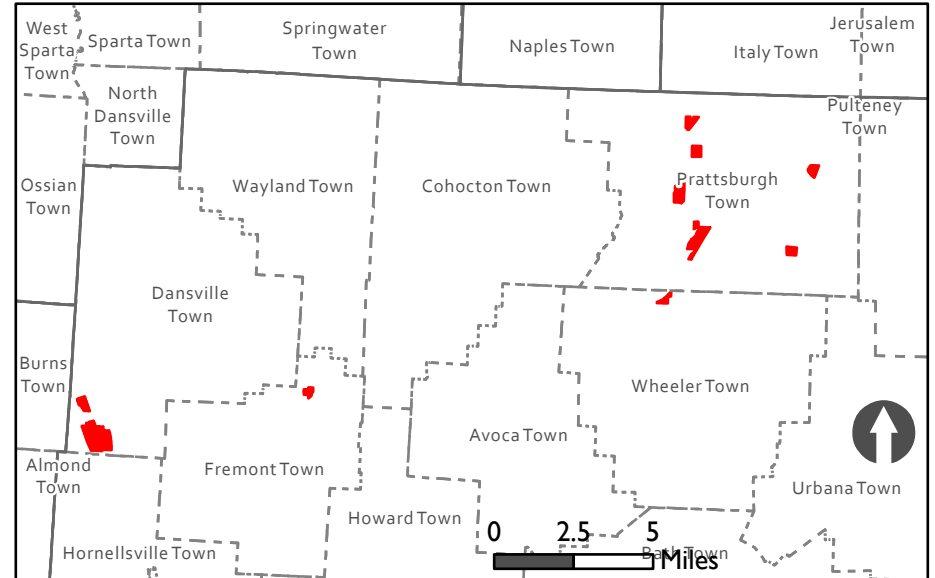 West
Sparta
Town
Sparta Town
Springwater
Town
Naples Town
Italy Town
Jerusalem
Town
North
Dansville
Town
Pulteney
Town
Ossian
Town
Wayland Town
Cohocton Town
Prattsburgh
Town
Dansville
Town
Burns
Town
Wheeler Town
Avoca Town
Almond
Town
Fremont Town
Urbana Town
Howard Town
Hornellsville Town
Bath Town
0 2.5 5
Miles